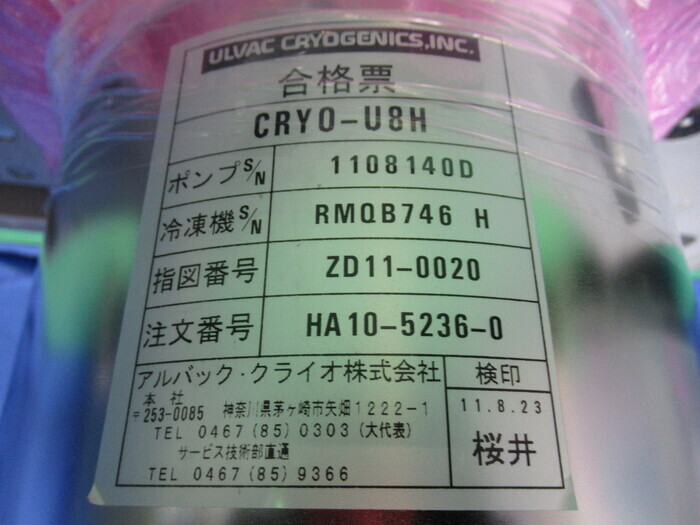 ULVAC CRYOGENICS, INC.
合格票
CRYO-U8H
ポンプS/N 1108140D
冷凍機S/N RMQB746 H
指図番号 ZD11-0020
注文番号 HA10-5236-0
アルバック・クライオ株式会社
本社
〒253-0085 神奈川県茅ヶ崎市矢畑1222-1
TEL 0467(85)0303(大代表)
サービス技術部直通
TEL 0467(85)9366
検印
11.8.23
桜井